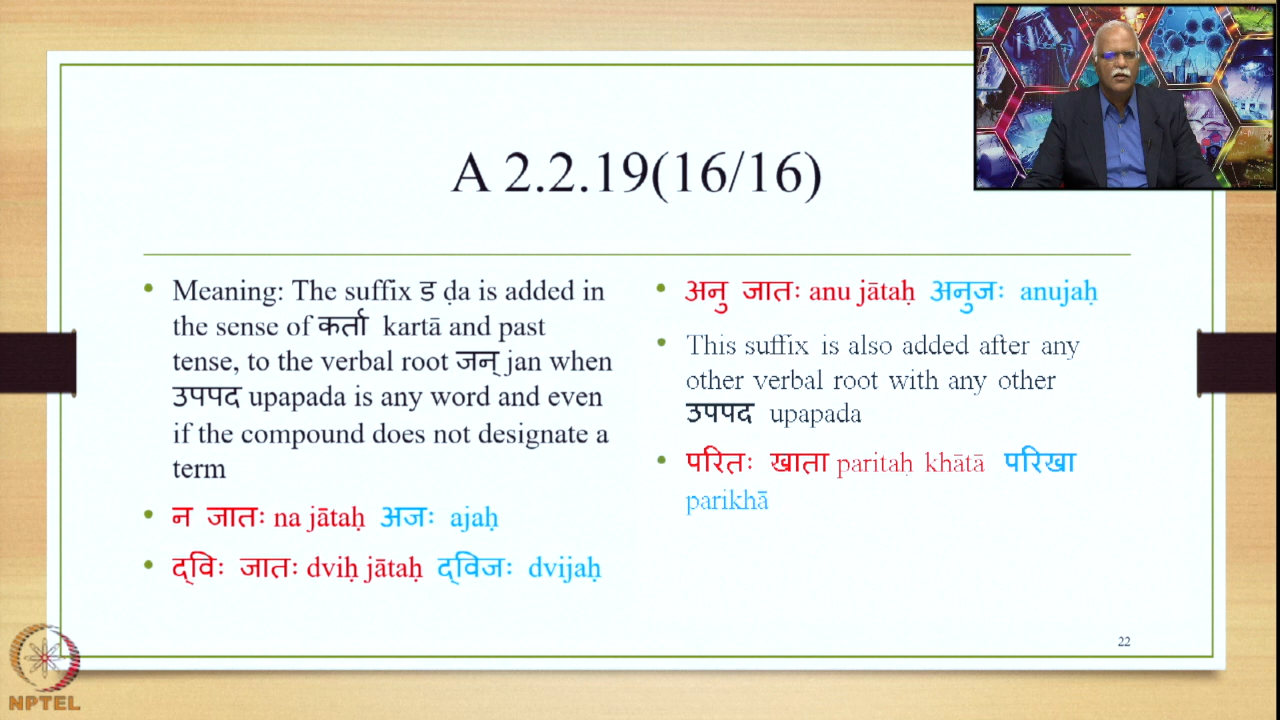 A 2.2.19(16/16)
• Meaning: The suffix ड ḍa is added in
the sense of कर्ता kartā and past
tense, to the verbal root जन् jan when
उपपद upapada is any word and even
if the compound does not designate a
term
• न जातः na jātaḥ अजः ajaḥ
• द्विः जातः dviḥ jātaḥ द्विजः dvijaḥ
• अनु जातः anu jātaḥ अनुजः anujaḥ
• This suffix is also added after any
other verbal root with any other
उपपद upapada
• परितः खाता paritaḥ khātā परिखा
parikhā
22
NPTEL